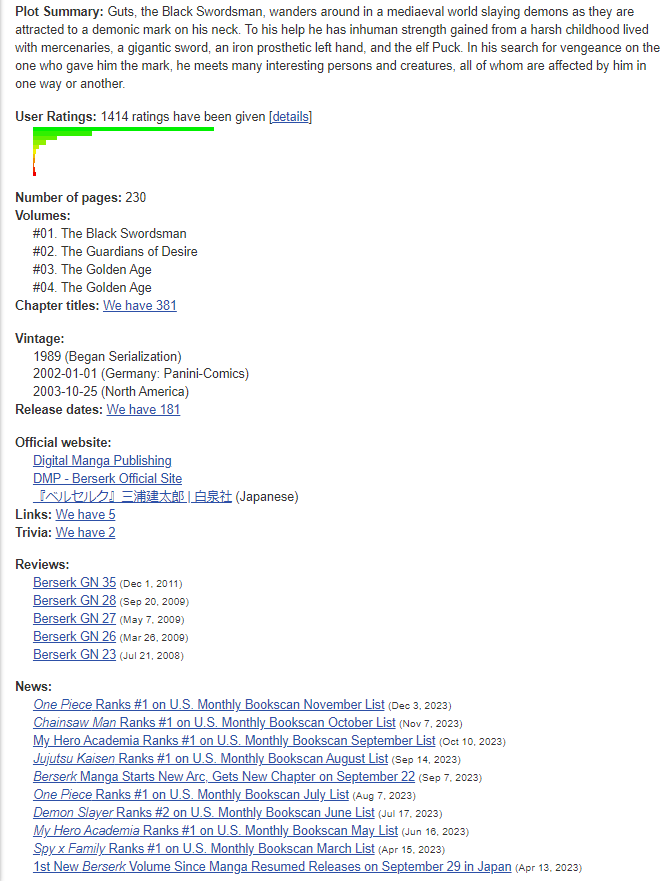 Plot Summary: Guts, the Black Swordsman, wanders around in a mediaeval world slaying demons as they are
attracted to a demonic mark on his neck. To his help he has inhuman strength gained from a harsh childhood lived
with mercenaries, a gigantic sword, an iron prosthetic left hand, and the elf Puck. In his search for vengeance on the
one who gave him the mark, he meets many interesting persons and creatures, all of whom are affected by him in
one way or another.
User Ratings: 1414 ratings have been given [details]
Number of pages: 230
Volumes:
#01. The Black Swordsman
#02. The Guardians of Desire
#03. The Golden Age
#04. The Golden Age
Chapter titles: We have 381
Vintage:
1989 (Began Serialization)
2002-01-01 (Germany: Panini-Comics)
2003-10-25 (North America)
Release dates: We have 181
Official website:
Digital Manga Publishing
DMP - Berserk Official Site
『ベルセルク』三浦建太郎 | 白泉社 (Japanese)
Links: We have 5
Trivia: We have 2
Reviews:
Berserk GN 35 (Dec 1, 2011)
Berserk GN 28 (Sep 20, 2009)
Berserk GN 27 (May 7, 2009)
Berserk GN 26 (Mar 26, 2009)
Berserk GN 23 (Jul 21, 2008)
News:
One Piece Ranks #1 on U.S. Monthly Bookscan November List (Dec 3, 2023)
Chainsaw Man Ranks #1 on U.S. Monthly Bookscan October List (Nov 7, 2023)
My Hero Academia Ranks #1 on U.S. Monthly Bookscan September List (Oct 10, 2023)
Jujutsu Kaisen Ranks #1 on U.S. Monthly Bookscan August List (Sep 14, 2023)
Berserk Manga Starts New Arc, Gets New Chapter on September 22 (Sep 7, 2023)
One Piece Ranks #1 on U.S. Monthly Bookscan July List (Aug 7, 2023)
Demon Slayer Ranks #2 on U.S. Monthly Bookscan June List (Jul 17, 2023)
My Hero Academia Ranks #1 on U.S. Monthly Bookscan May List (Jun 16, 2023)
Spy x Family Ranks #1 on U.S. Monthly Bookscan March List (Apr 15, 2023)
1st New Berserk Volume Since Manga Resumed Releases on September 29 in Japan (Apr 13, 2023)